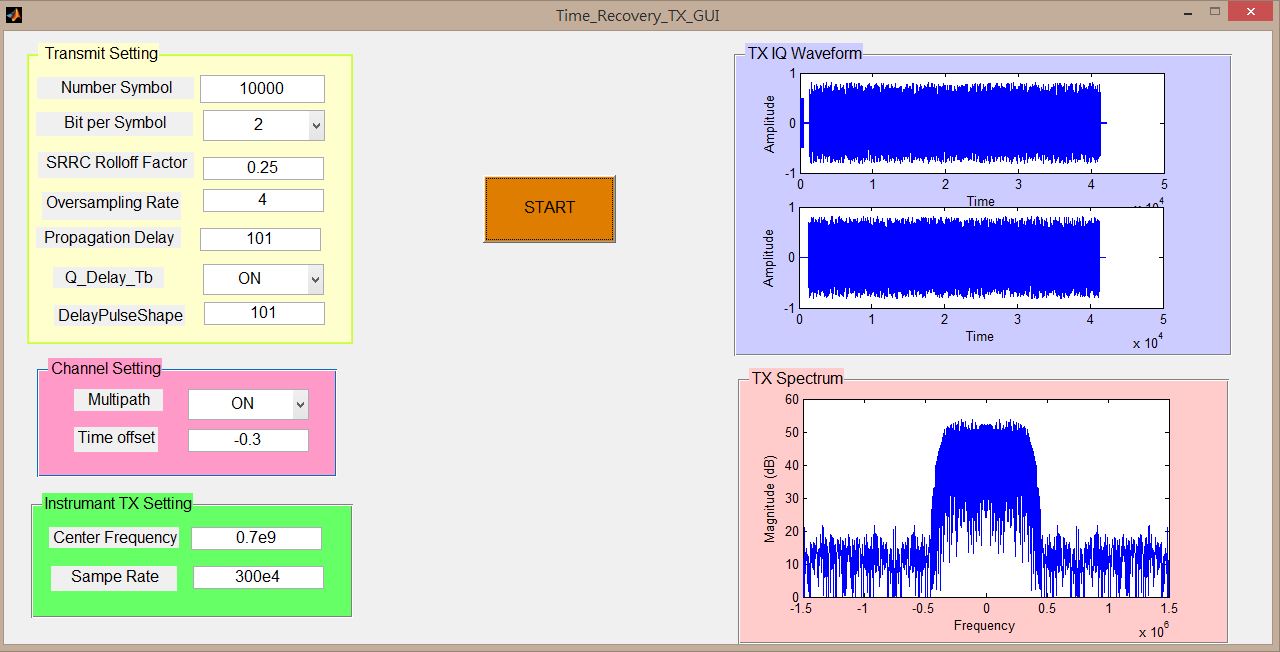 Time_Recovery_TX_GUI
Transmit Setting
Number Symbol 10000
Bit per Symbol 2
SRRC Rolloff Factor 0.25
Oversampling Rate 4
Propagation Delay 101
Q_Delay_Tb ON
DelayPulseShape 101
Channel Setting
Multipath ON
Time offset -0.3
Instrumant TX Setting
Center Frequency 0.7e9
Sampe Rate 300e4
START
TX IQ Waveform
1
0
-1
Amplitude
0 1 2 3 4 5
Time
x 10^4
1
0
-1
Amplitude
0 1 2 3 4 5
Time
x 10^4
TX Spectrum
60
50
40
30
20
10
0
Magnitude (dB)
-1.5 -1 -0.5 0 0.5 1 1.5
Frequency
x 10^6